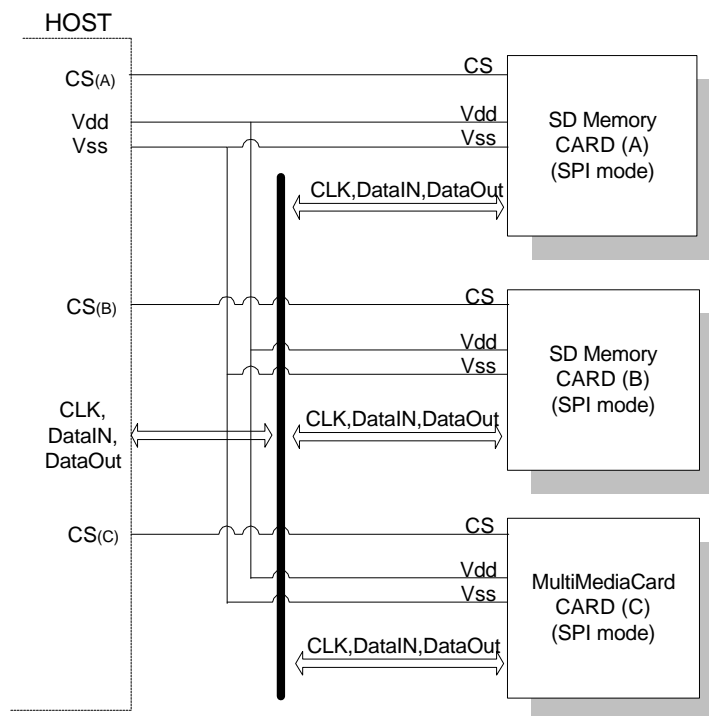 HOST
CS(A)
CS
Vdd
Vdd
Vss
Vss
SD Memory
CARD (A)
(SPI mode)
CLK,DataIN,DataOut
CS(B)
CS
Vdd
Vss
SD Memory
CARD (B)
(SPI mode)
CLK,
DataIN,
DataOut
CLK,DataIN,DataOut
CS(C)
CS
Vdd
Vss
MultiMediaCard
CARD (C)
(SPI mode)
CLK,DataIN,DataOut